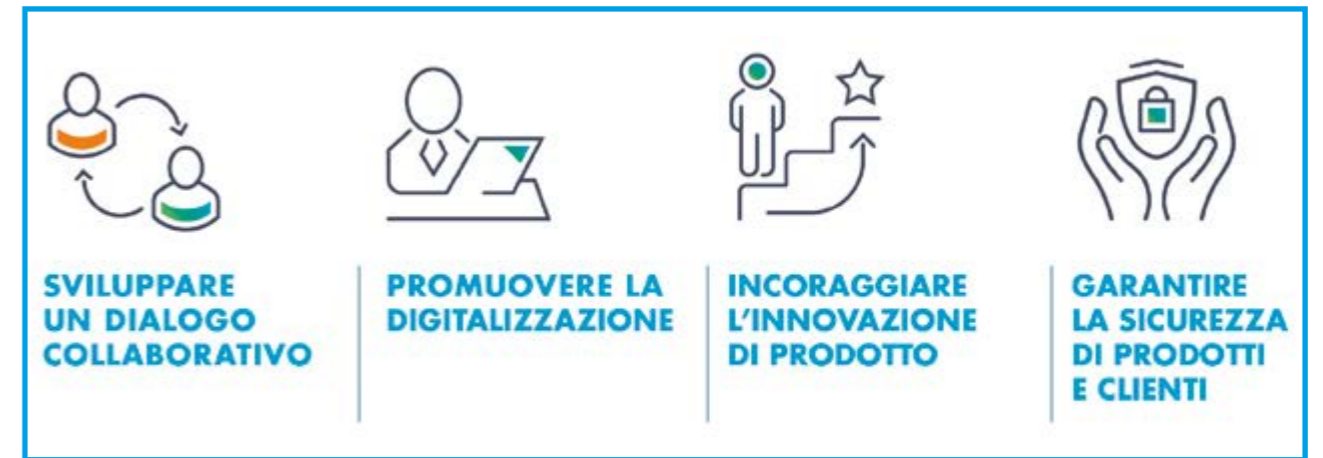 SVILUPPARE
UN DIALOGO
COLLABORATIVO
PROMUOVERE LA
DIGITALIZZAZIONE
INCORAGGIARE
L’INNOVAZIONE
DI PRODOTTO
GARANTIRE
LA SICUREZZA
DI PRODOTTI
E CLIENTI